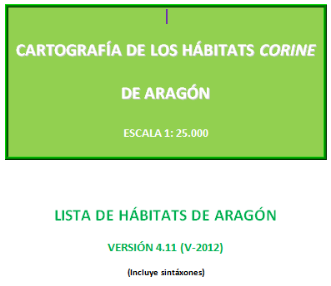 CARTOGRAFÍA DE LOS HÁBITATS CORINE
DE ARAGÓN
ESCALA 1: 25.000
LISTA DE HÁBITATS DE ARAGÓN
VERSIÓN 4.11 (V-2012)
(Incluye sintáxones)